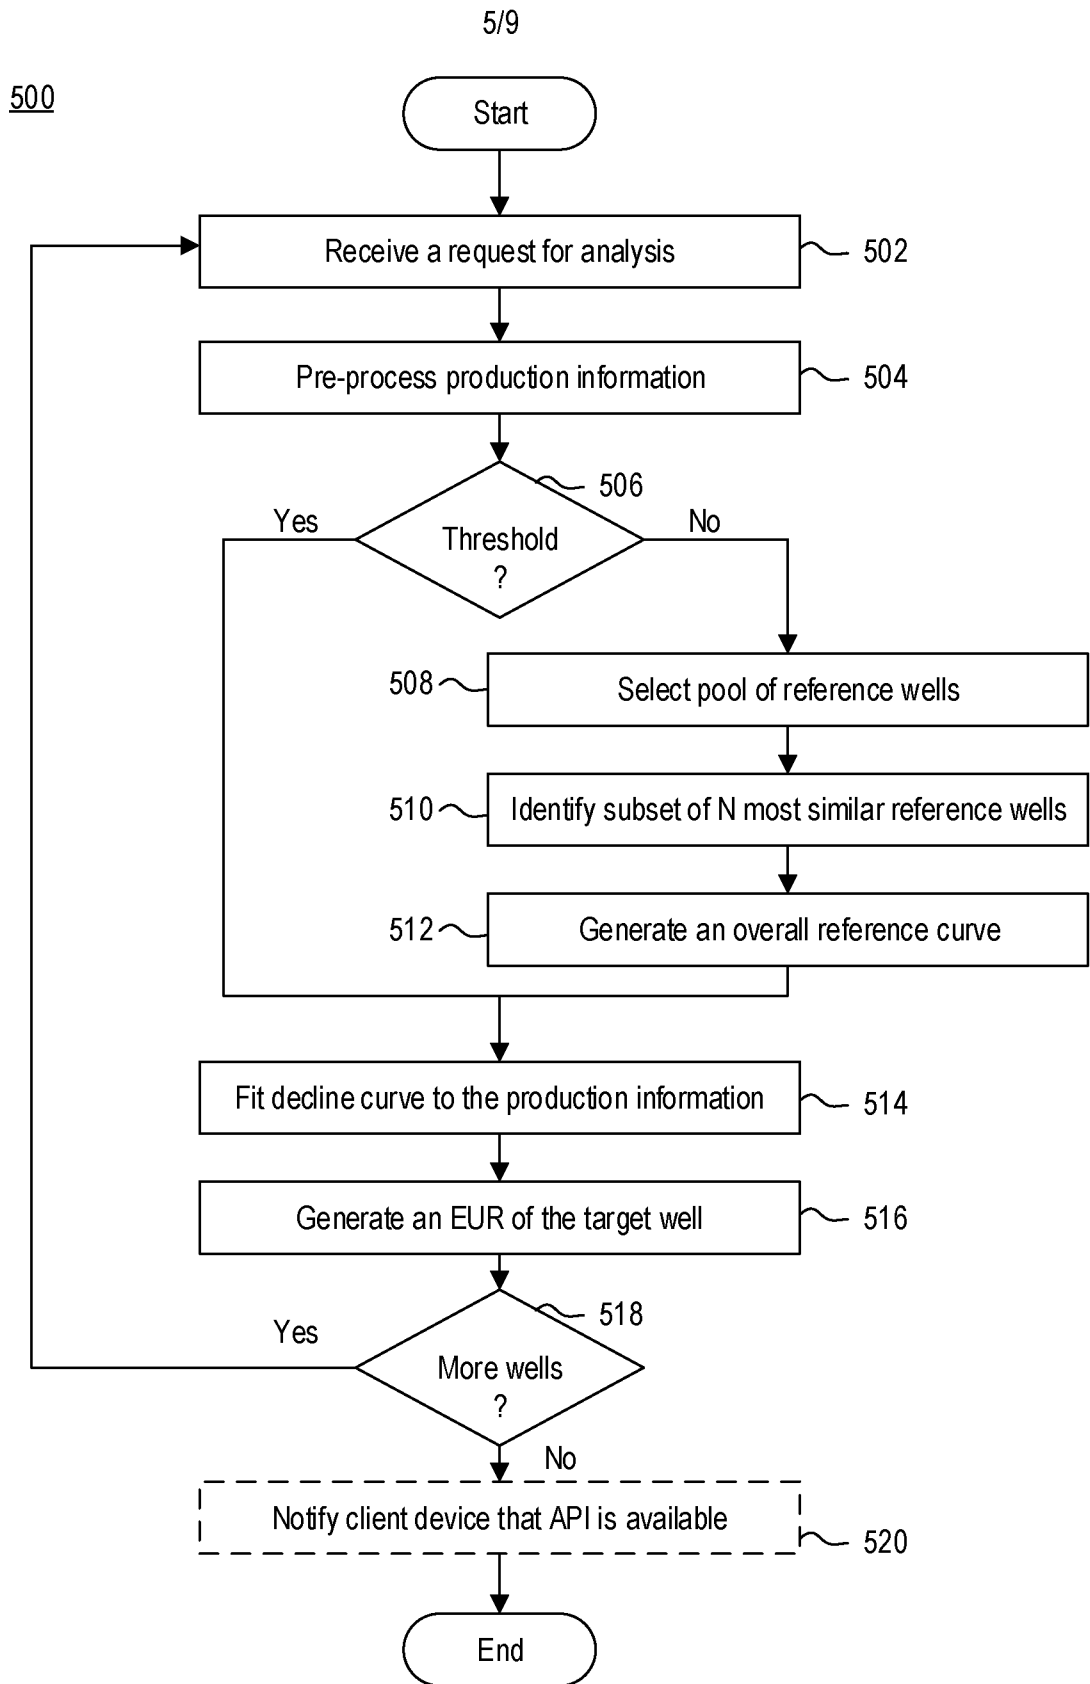 5/9
500
Start
Receive a request for analysis
502
Pre-process production information
504
506
Yes
No
Threshold
?
508
Select pool of reference wells
510
Identify subset of N most similar reference wells
512
Generate an overall reference curve
Fit decline curve to the production information
514
Generate an EUR of the target well
516
518
Yes
More wells
?
No
Notify client device that API is available
520
End